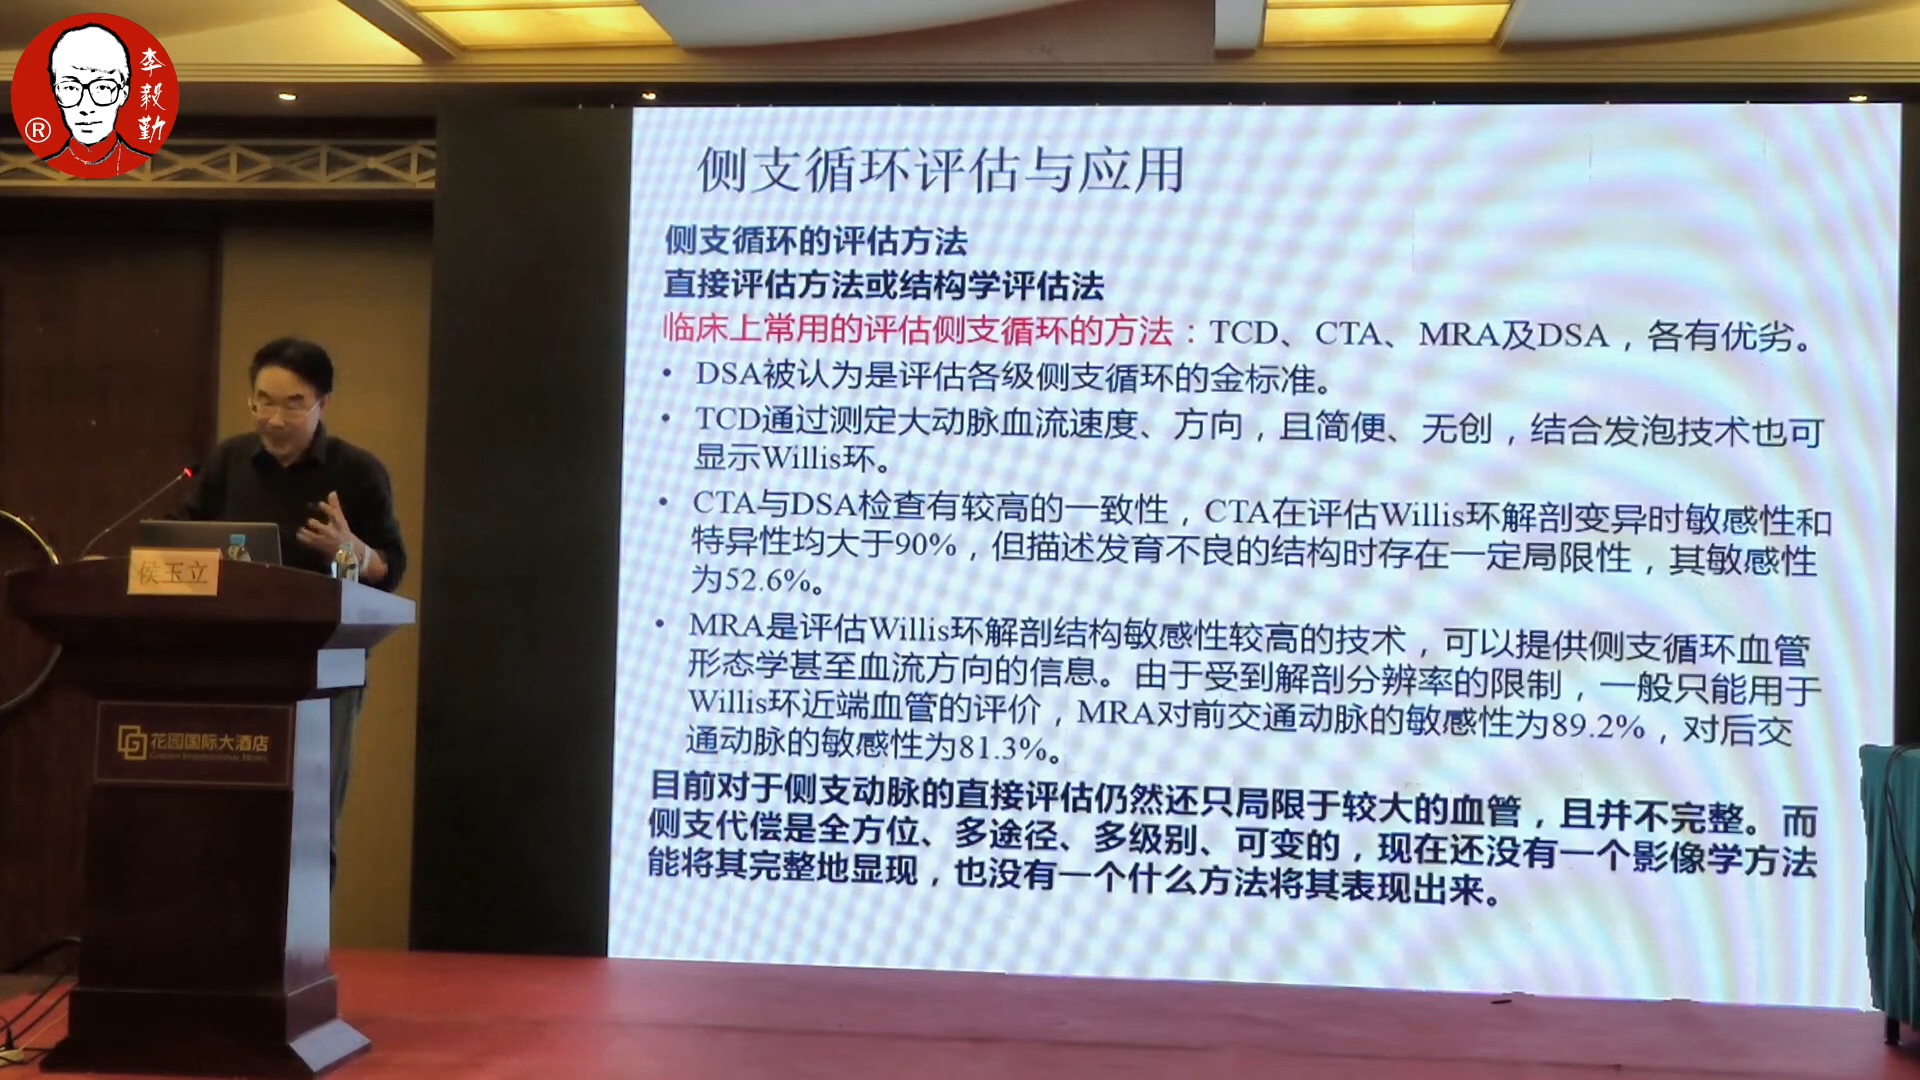 李毅勤
®
侧支循环评估与应用
侧支循环的评估方法
直接评估方法或结构学评估法
临床上常用的评估侧支循环的方法：TCD、CTA、MRA及DSA，各有优劣。
• DSA被认为是评估各级侧支循环的金标准。
• TCD通过测定大动脉血流速度、方向，且简便、无创，结合发泡技术也可
显示Willis环。
• CTA与DSA检查有较高的一致性，CTA在评估Willis环解剖变异时敏感性和
特异性均大于90%，但描述发育不良的结构时存在一定局限性，其敏感性
为52.6%。
• MRA是评估Willis环解剖结构敏感性较高的技术，可以提供侧支循环血管
形态学甚至血流方向的信息。由于受到解剖分辨率的限制，一般只能用于
Willis环近端血管的评价，MRA对前交通动脉的敏感性为89.2%，对后交
通动脉的敏感性为81.3%。
目前对于侧支动脉的直接评估仍然还只局限于较大的血管，且并不完整。而
侧支代偿是全方位、多途径、多级别、可变的，现在还没有一个影像学方法
能将其完整地显现，也没有一个什么方法将其表现出来。
侯玉立
花园国际大酒店
GARDEN INTERNATIONAL HOTEL